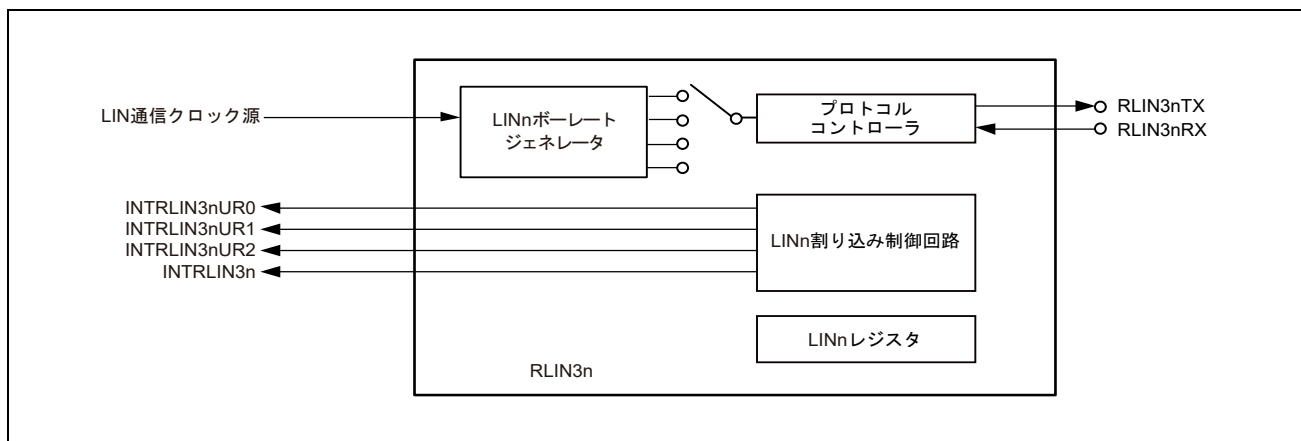 LIN通信クロック源
LINnボーレート
ジェネレータ
プロトコル
コントローラ
RLIN3nTX
RLIN3nRX
INTRLIN3nUR0
INTRLIN3nUR1
INTRLIN3nUR2
INTRLIN3n
LINn割り込み制御回路
LINnレジスタ
RLIN3n